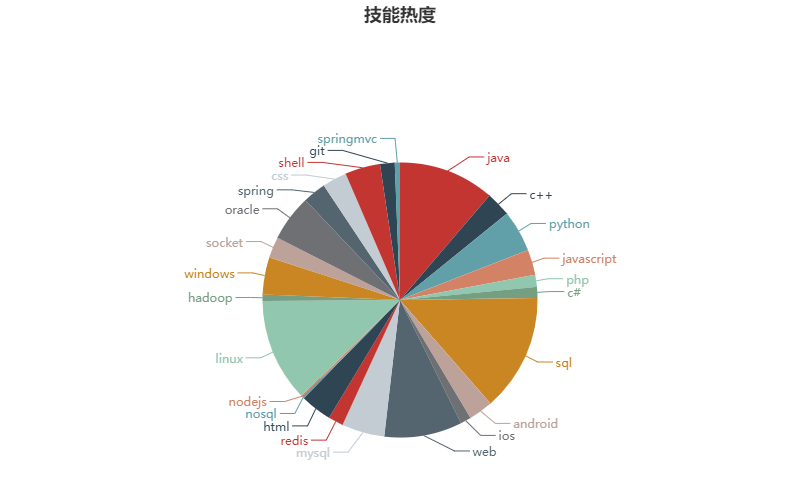 技能热度
springmvc
java
git
shell
css
spring
c++
oracle
python
socket
javascript
windows
php
hadoop
c#
linux
sql
nodejs
nosql
android
html
ios
redis
web
mysql